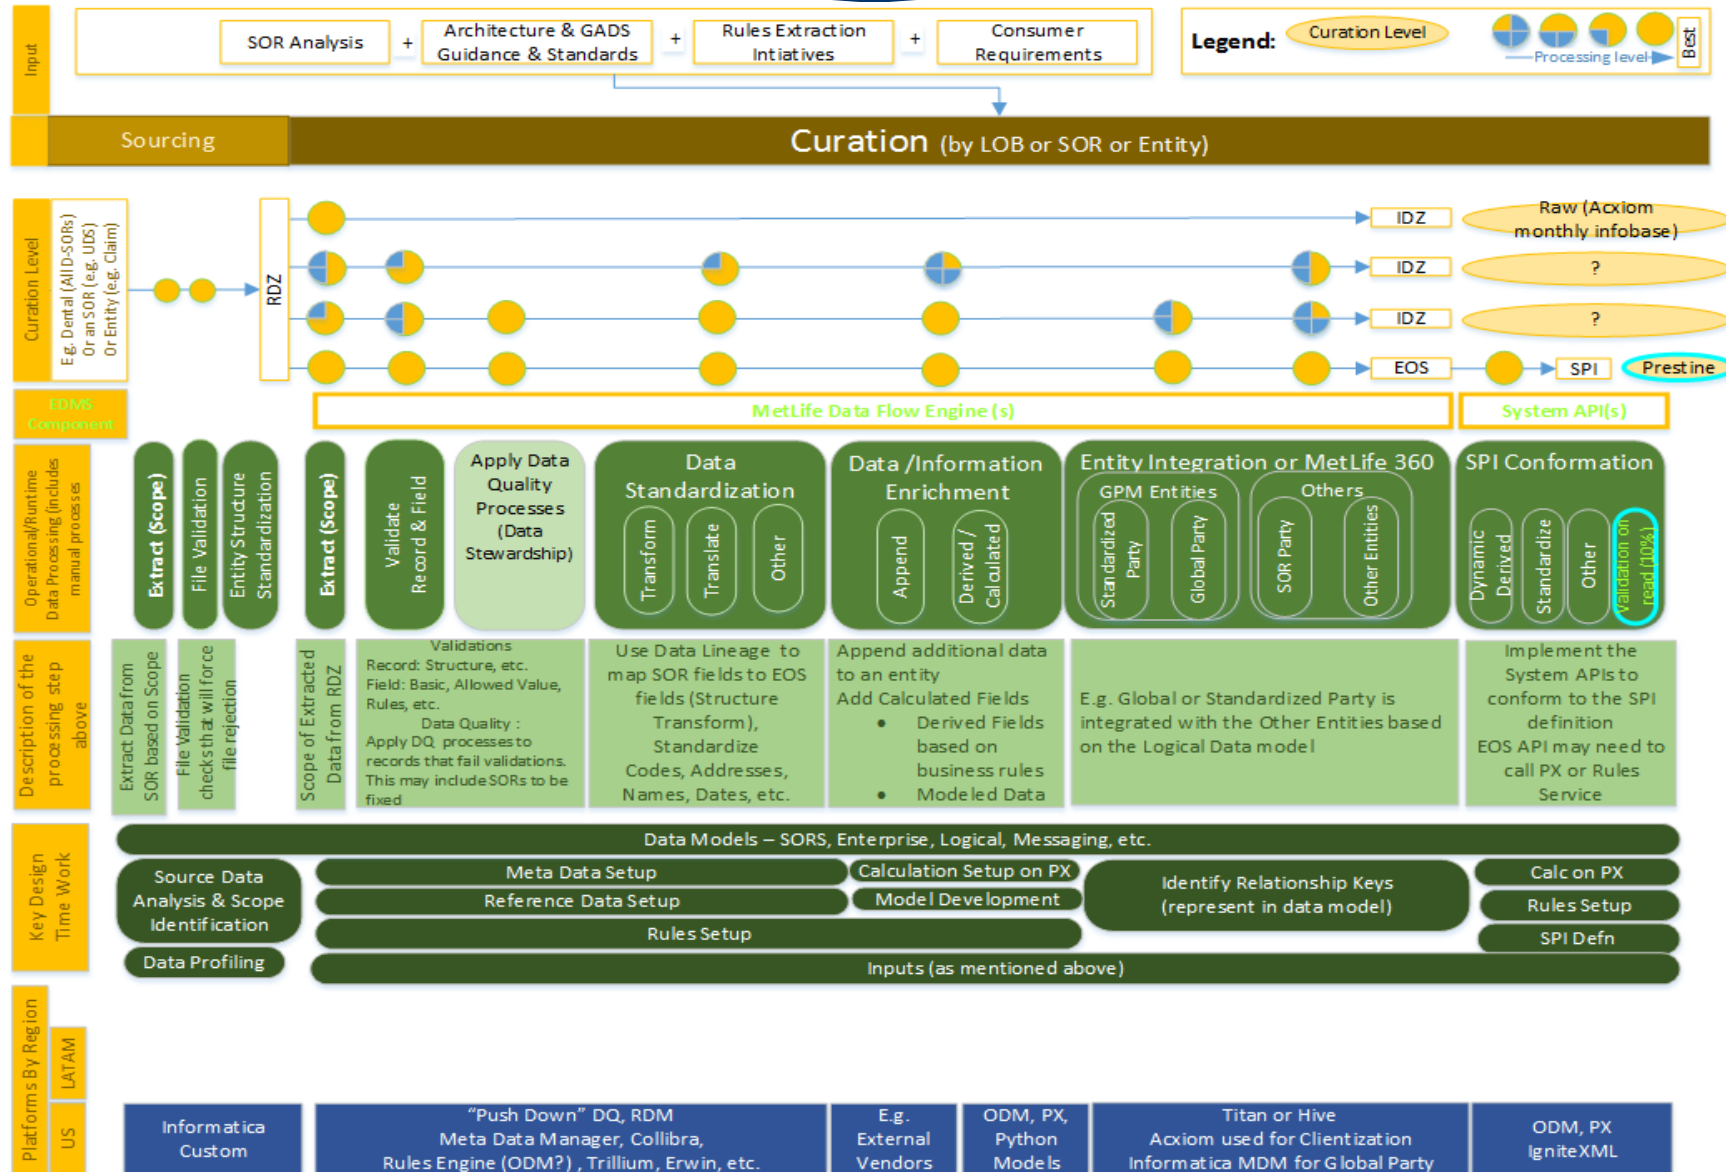 Input
SOR Analysis
+
Architecture & GADS
Guidance & Standards
+
Rules Extraction
Intiatives
+
Consumer
Requirements
Legend:
Curation Level
Processing level
Best
Sourcing
Curation (by LOB or SOR or Entity)
Curation Level
E.g. Dental (AllD-SORs)
Or an SOR (e.g. UDS)
Or Entity (e.g. Claim)
RDZ
IDZ
Raw (Acxiom
monthly infobase)
IDZ
?
IDZ
?
EOS
SPI
Prestine
EDMS
Component
MetLife Data Flow Engine (s)
System API(s)
Operational/Runtime
Data Processing (includes
manual processes
Extract (Scope)
File Validation
Entity Structure
Standardization
Extract (Scope)
Validate
Record & Field
Apply Data
Quality
Processes
(Data
Stewardship)
Data
Standardization
Transform
Translate
Other
Data /Information
Enrichment
Append
Derived /
Calculated
Entity Integration or MetLife 360
GPM Entities
Standardized
Party
Global Party
Others
SOR Party
Other Entities
SPI Conformation
Dynamic
Derived
Standardize
Other
Validation on
read (10%)
Description of the
processing step
above
Extract Data from
SOR based on Scope
File Validation
checks that will force
file rejection
Scope of Extracted
Data from RDZ
Validations
Record: Structure, etc.
Field: Basic, Allowed Value,
Rules, etc.
Data Quality :
Apply DQ processes to
records that fail validations.
This may include SORs to be
fixed
Use Data Lineage to
map SOR fields to EOS
fields (Structure
Transform),
Standardize
Codes, Addresses,
Names, Dates, etc.
Append additional data
to an entity
Add Calculated Fields
• Derived Fields
based on
business rules
• Modeled Data
E.g. Global or Standardized Party is
integrated with the Other Entities based
on the Logical Data model
Implement the
System APIs to
conform to the SPI
definition
EOS API may need to
call PX or Rules
Service
Key Design
Time Work
Data Models – SORS, Enterprise, Logical, Messaging, etc.
Source Data
Analysis & Scope
Identification
Data Profiling
Meta Data Setup
Reference Data Setup
Rules Setup
Calculation Setup on PX
Model Development
Identify Relationship Keys
(represent in data model)
Calc on PX
Rules Setup
SPI Defn
Inputs (as mentioned above)
Platforms By Region
LATAM
US
Informatica
Custom
“Push Down” DQ, RDM
Meta Data Manager, Collibra,
Rules Engine (ODM?) , Trillium, Erwin, etc.
E.g.
External
Vendors
ODM, PX,
Python
Models
Titan or Hive
Acxiom used for Clientization
Informatica MDM for Global Party
ODM, PX
IgniteXML